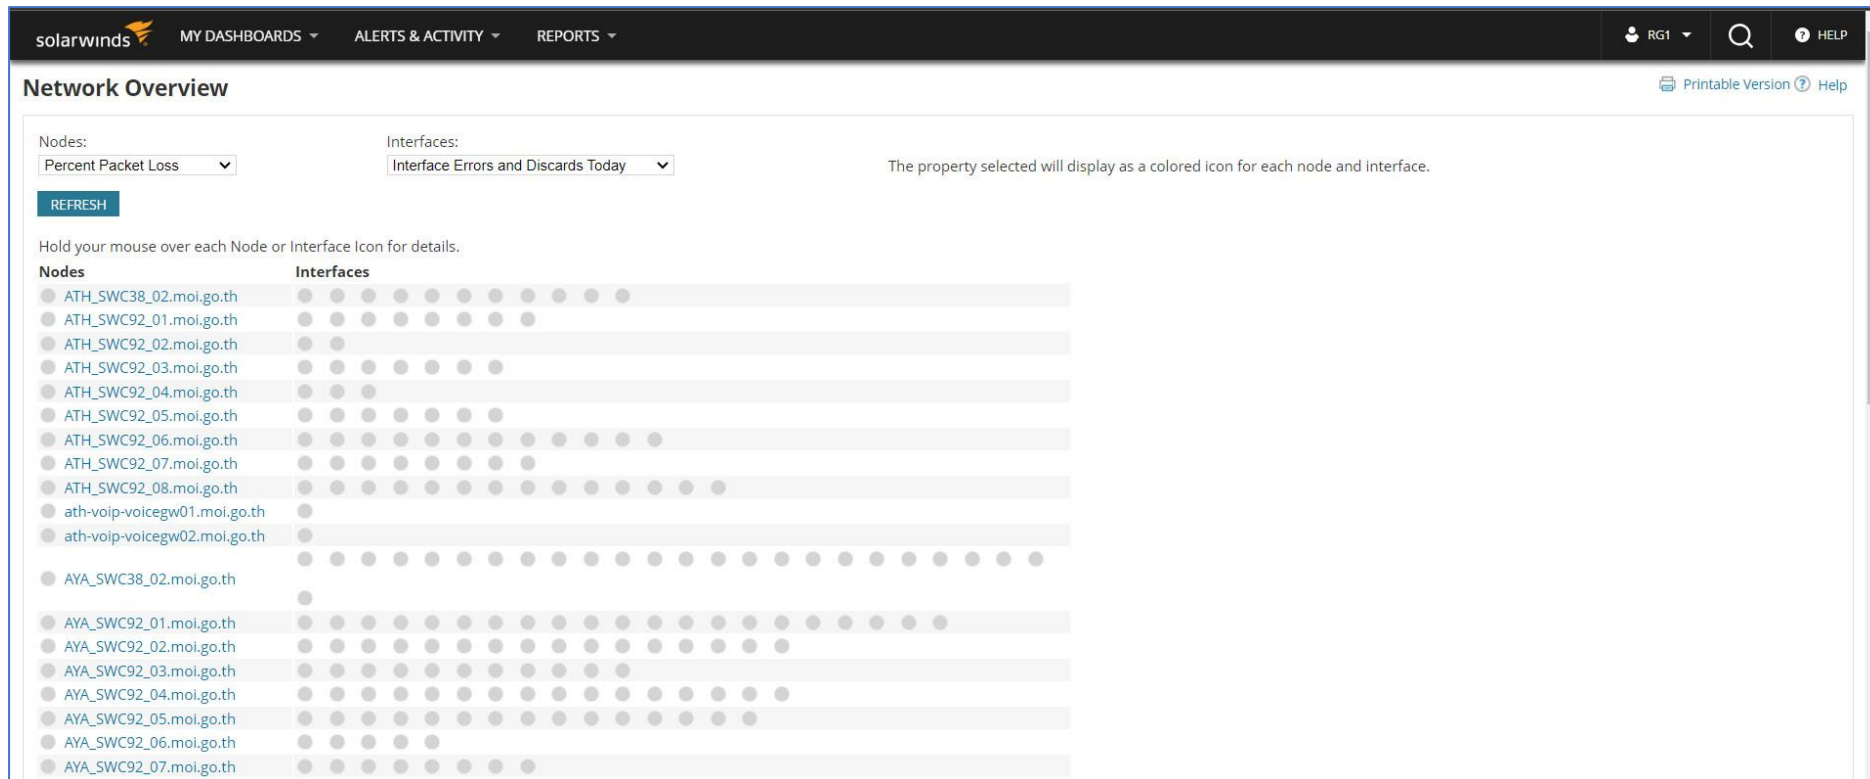 solarwinds MY DASHBOARDS ALERTS & ACTIVITY REPORTS RG1 HELP
Network Overview Printable Version ? Help
Nodes: Interfaces:
Percent Packet Loss Interface Errors and Discards Today The property selected will display as a colored icon for each node and interface.
REFRESH
Hold your mouse over each Node or Interface Icon for details.
Nodes Interfaces
ATH_SWC38_02.moi.go.th
ATH_SWC92_01.moi.go.th
ATH_SWC92_02.moi.go.th
ATH_SWC92_03.moi.go.th
ATH_SWC92_04.moi.go.th
ATH_SWC92_05.moi.go.th
ATH_SWC92_06.moi.go.th
ATH_SWC92_07.moi.go.th
ATH_SWC92_08.moi.go.th
ath-voip-voicegw01.moi.go.th
ath-voip-voicegw02.moi.go.th
AYA_SWC38_02.moi.go.th
AYA_SWC92_01.moi.go.th
AYA_SWC92_02.moi.go.th
AYA_SWC92_03.moi.go.th
AYA_SWC92_04.moi.go.th
AYA_SWC92_05.moi.go.th
AYA_SWC92_06.moi.go.th
AYA_SWC92_07.moi.go.th